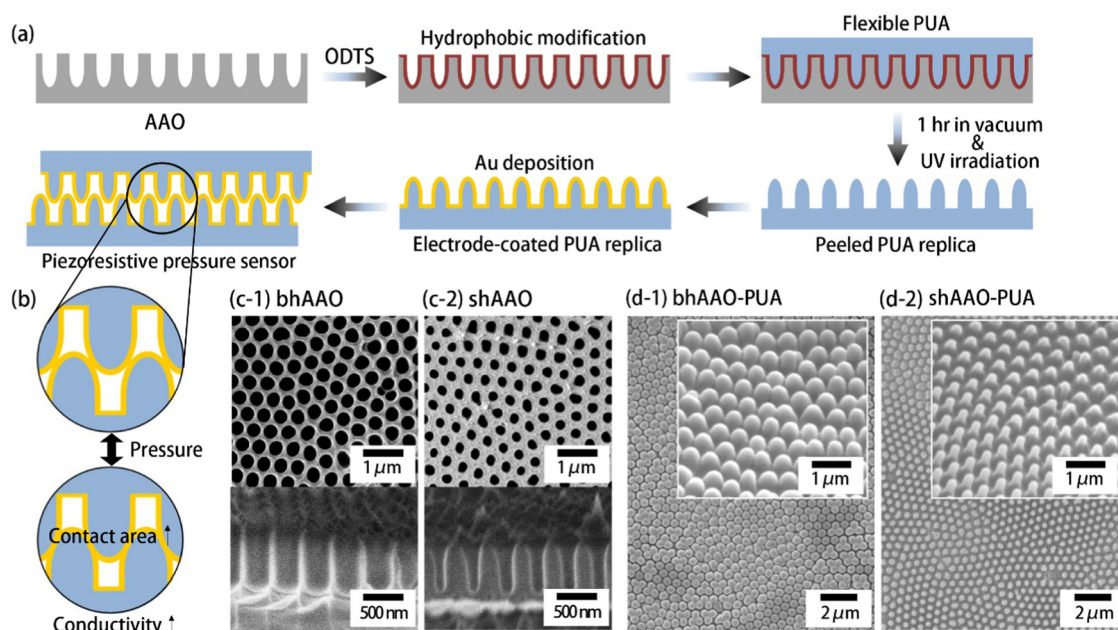 (a)
ODTS
Hydrophobic modification
Flexible PUA
AAO
1 hr in vacuum
&
UV irradiation
Au deposition
Piezoresistive pressure sensor
Electrode-coated PUA replica
Peeled PUA replica
(b)
(c-1) bhAAO
(c-2) shAAO
(d-1) bhAAO-PUA
(d-2) shAAO-PUA
Pressure
1 μm
1 μm
1 μm
1 μm
Contact area ↑
500 nm
500 nm
2 μm
2 μm
Conductivity ↑